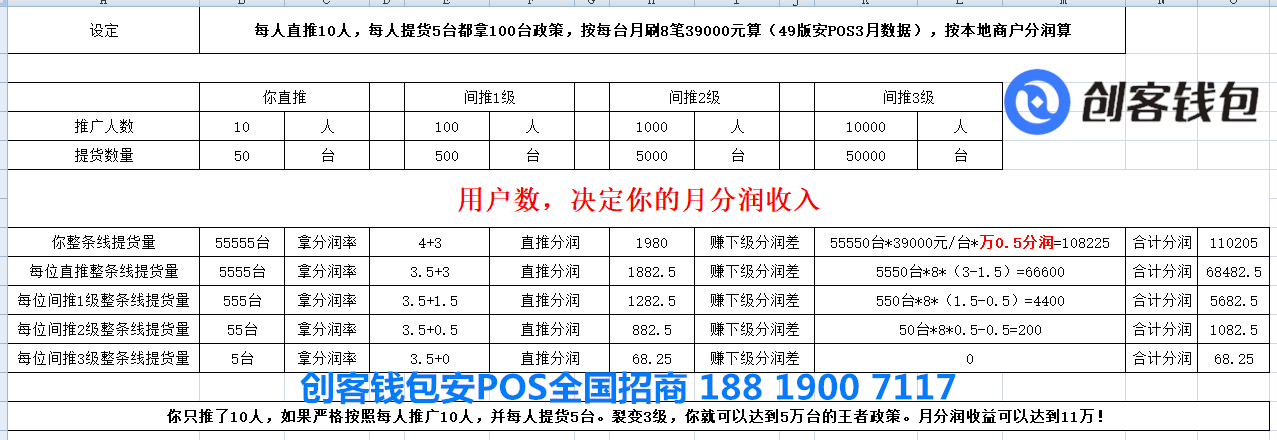 A B C D E F G H I J K L M N O
设定 每人直推10人，每人提货5台都拿100台政策，按每台月刷8笔39000元算（49版安POS3月数据），按本地商户分润算
创客钱包
你直推 间推1级 间推2级 间推3级
推广人数 10 人 100 人 1000 人 10000 人
提货数量 50 台 500 台 5000 台 50000 台
用户数，决定你的月分润收入
你整条线提货量 55555台 拿分润率 4+3 直推分润 1980 赚下级分润差 55550台*39000元/台*万0.5分润=108225 合计分润 110205
每位直推整条线提货量 5555台 拿分润率 3.5+3 直推分润 1882.5 赚下级分润差 5550台*8*（3-1.5）=66600 合计分润 68482.5
每位间推1级整条线提货量 555台 拿分润率 3.5+1.5 直推分润 1282.5 赚下级分润差 550台*8*（1.5-0.5）=4400 合计分润 5682.5
每位间推2级整条线提货量 55台 拿分润率 3.5+0.5 直推分润 882.5 赚下级分润差 50台*8*0.5-0.5=200 合计分润 1082.5
每位间推3级整条线提货量 5台 拿分润率 3.5+0 直推分润 68.25 赚下级分润差 0 合计分润 68.25
创客钱包安POS全国招商 188 1900 7117
你只推了10人，如果严格按照每人推广10人，并每人提货5台。裂变3级，你就可以达到5万台的王者政策。月分润收益可以达到11万！